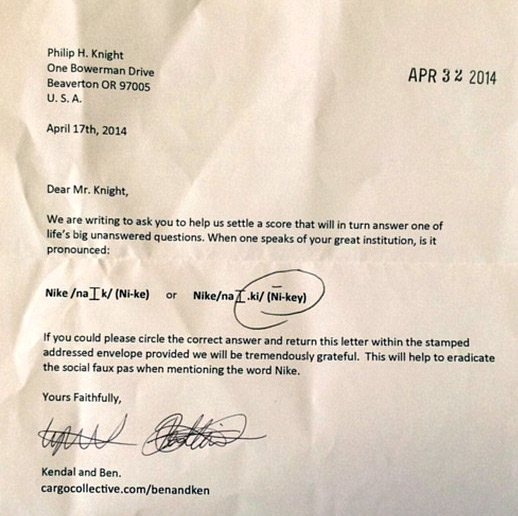 Philip H. Knight
One Bowerman Drive
Beaverton OR 97005
U. S. A.
APR 32 2014
April 17th, 2014
Dear Mr. Knight,
We are writing to ask you to help us settle a score that will in turn answer one of
life's big unanswered questions. When one speaks of your great institution, is it
pronounced:
Nike /naIk/ (Ni-ke) or Nike/naI.ki/ (Ni-key)
If you could please circle the correct answer and return this letter within the stamped
addressed envelope provided we will be tremendously grateful. This will help to eradicate
the social faux pas when mentioning the word Nike.
Yours Faithfully,
Kendal and Ben.
cargocollective.com/benandken